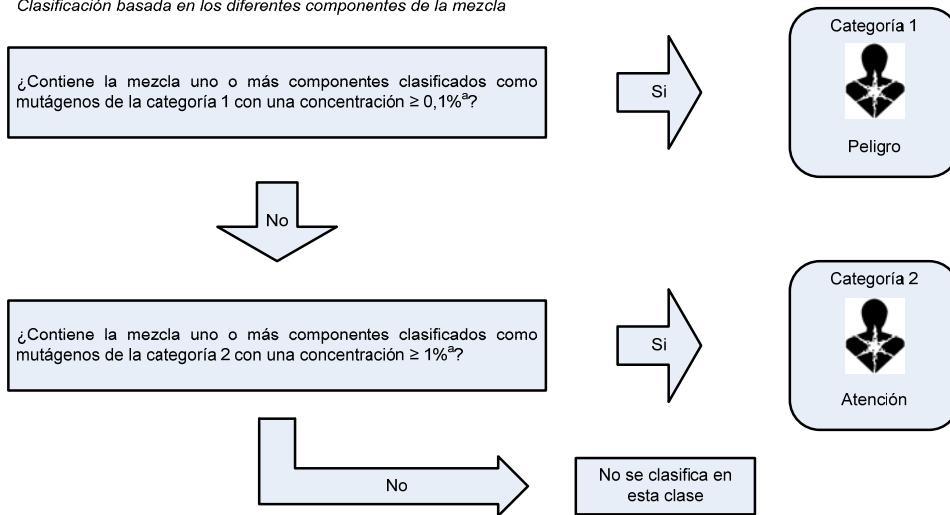 Clasificación basada en los diferentes componentes de la mezcla
¿Contiene la mezcla uno o más componentes clasificados como
mutágenos de la categoría 1 con una concentración ≥ 0,1%ª?
Si
Categoría 1
Peligro
No
¿Contiene la mezcla uno o más componentes clasificados como
mutágenos de la categoría 2 con una concentración ≥ 1%ª?
Si
Categoría 2
Atención
No
No se clasifica en
esta clase